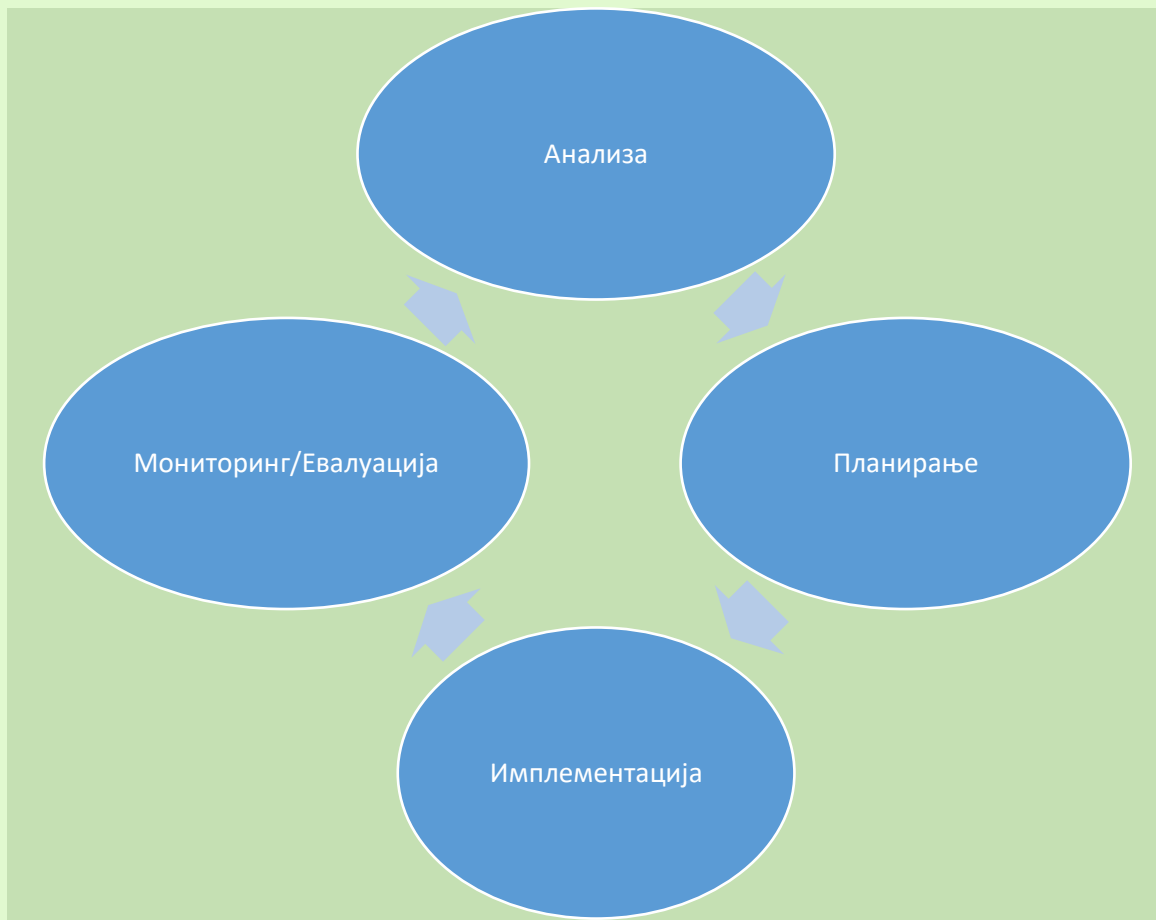 Анализа
Мониторинг/Евалуација
Планирање
Имплементација